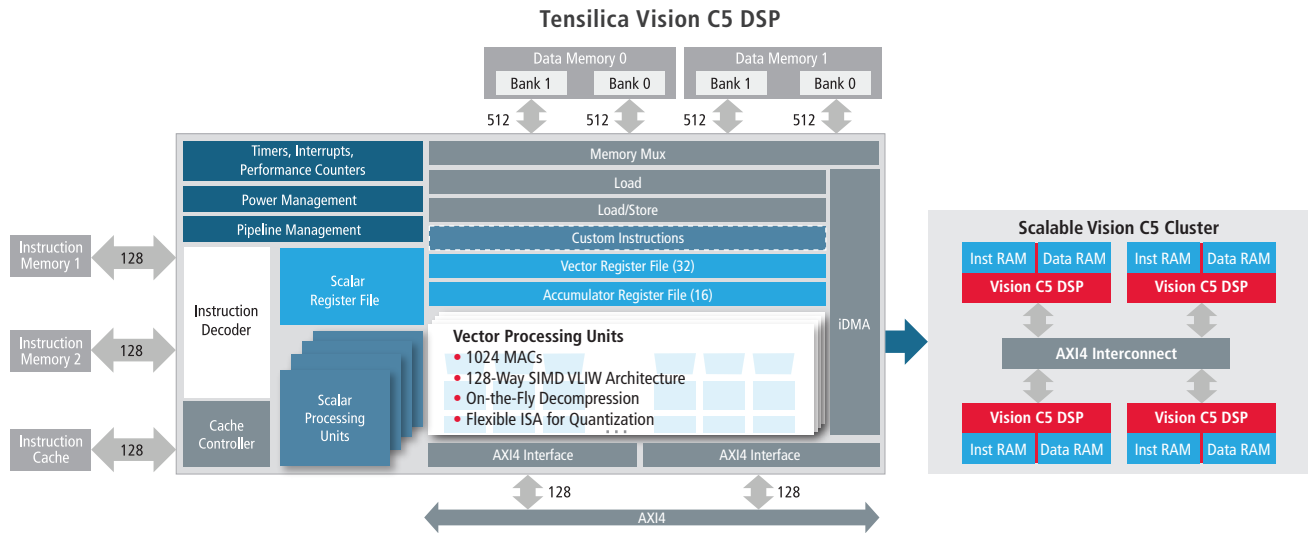 Tensilica Vision C5 DSP
Data Memory 0
Data Memory 1
Bank 1
Bank 0
Bank 1
Bank 0
512
512
512
512
Timers, Interrupts,
Performance Counters
Power Management
Pipeline Management
Memory Mux
Load
Load/Store
Custom Instructions
Vector Register File (32)
Accumulator Register File (16)
iDMA
Instruction
Memory 1
128
Instruction
Memory 2
128
Instruction
Cache
128
Instruction
Decoder
Scalar
Register File
Cache
Controller
Scalar
Processing
Units
Vector Processing Units
• 1024 MACs
• 128-Way SIMD VLIW Architecture
• On-the-Fly Decompression
• Flexible ISA for Quantization
...
AXI4 Interface
AXI4 Interface
128
128
AXI4
Scalable Vision C5 Cluster
Inst RAM
Data RAM
Inst RAM
Data RAM
Vision C5 DSP
Vision C5 DSP
AXI4 Interconnect
Vision C5 DSP
Vision C5 DSP
Inst RAM
Data RAM
Inst RAM
Data RAM